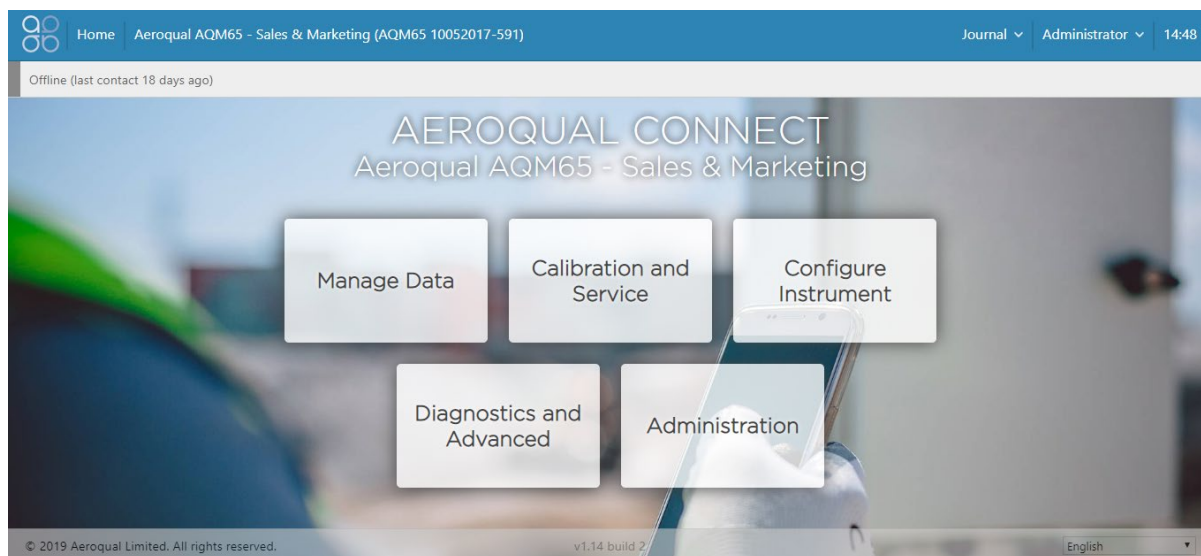 Home
Aeroqual AQM65 - Sales & Marketing (AQM65 10052017-591)
Journal
Administrator
14:48
Offline (last contact 18 days ago)
AEROQUAL CONNECT
Aeroqual AQM65 - Sales & Marketing
Manage Data
Calibration and
Service
Configure
Instrument
Diagnostics and
Advanced
Administration
© 2019 Aeroqual Limited. All rights reserved.
v1.14 build 2
English